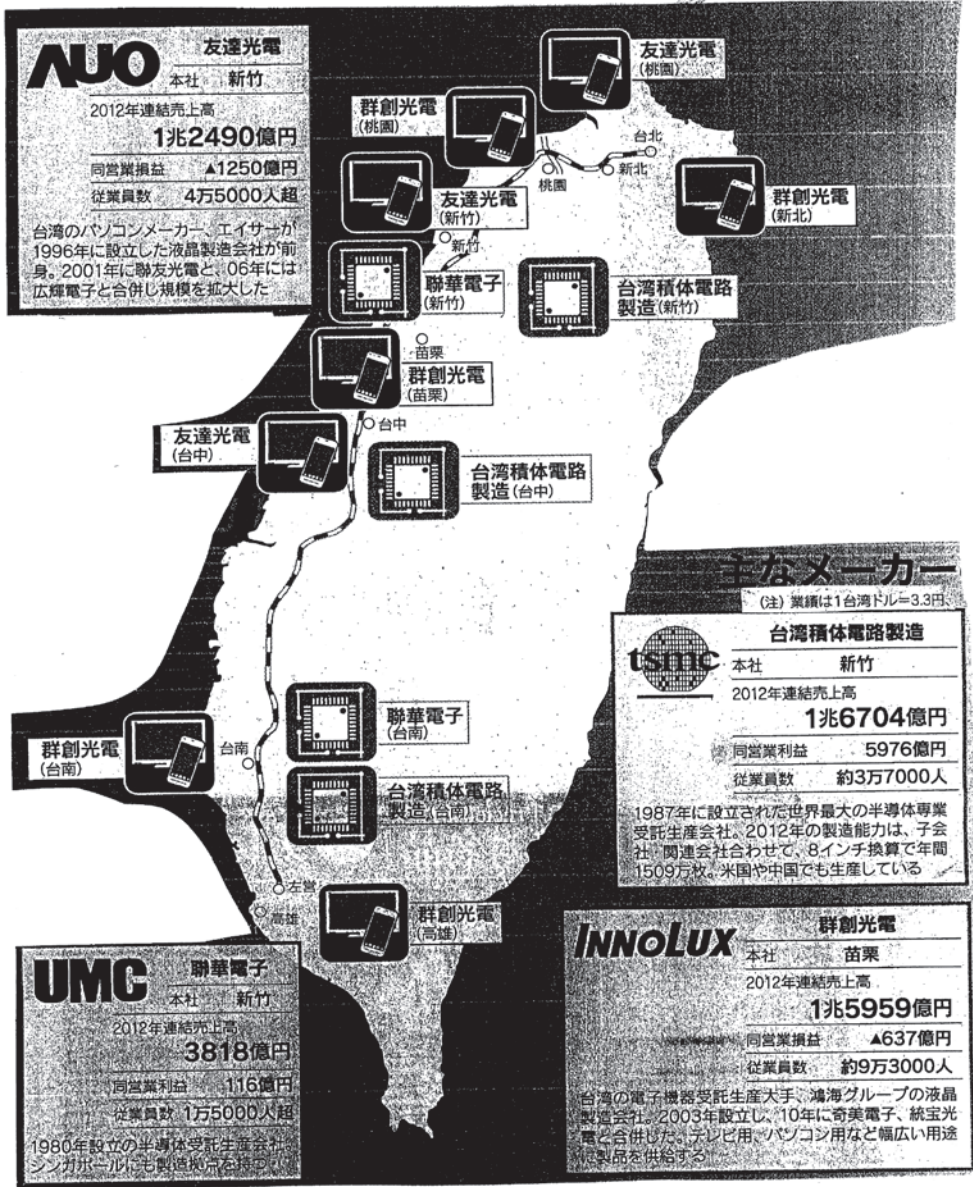 AUO
友達光電
本社 新竹
2012年連結売上高
1兆2490億円
同営業損益 ▲1250億円
従業員数 4万5000人超
台湾のパソコンメーカー、エイサーが
1996年に設立した液晶製造会社が前
身。2001年に聯友光電と、06年には
広輝電子と合併し規模を拡大した
友達光電
(桃園)
群創光電
(桃園)
台北
新北
桃園
友達光電
(新竹)
群創光電
(新北)
新竹
聯華電子
(新竹)
台湾積体電路
製造(新竹)
苗栗
群創光電
(苗栗)
台中
友達光電
(台中)
台湾積体電路
製造(台中)
主なメーカー
(注) 業績は1台湾ドル=3.3円
tsmc
台湾積体電路製造
本社 新竹
2012年連結売上高
1兆6704億円
同営業利益 5976億円
従業員数 約3万7000人
1987年に設立された世界最大の半導体専業
受託生産会社。2012年の製造能力は、子会
社・関連会社合わせて、8インチ換算で年間
1509万枚。米国や中国でも生産している
聯華電子
(台南)
群創光電
(台南)
台南
台湾積体電路
製造(台南)
左営
高雄
群創光電
(高雄)
UMC
聯華電子
本社 新竹
2012年連結売上高
3818億円
同営業利益 116億円
従業員数 1万5000人超
1980年設立の半導体受託生産会社。
シンガポールにも製造拠点を持つ
INNOLUX
群創光電
本社 苗栗
2012年連結売上高
1兆5959億円
同営業損益 ▲637億円
従業員数 約9万3000人
台湾の電子機器受託生産大手、鴻海グループの液晶
製造会社。2003年設立し、10年に奇美電子、統宝光
電と合併した。テレビ用、パソコン用など幅広い用途
に製品を供給する